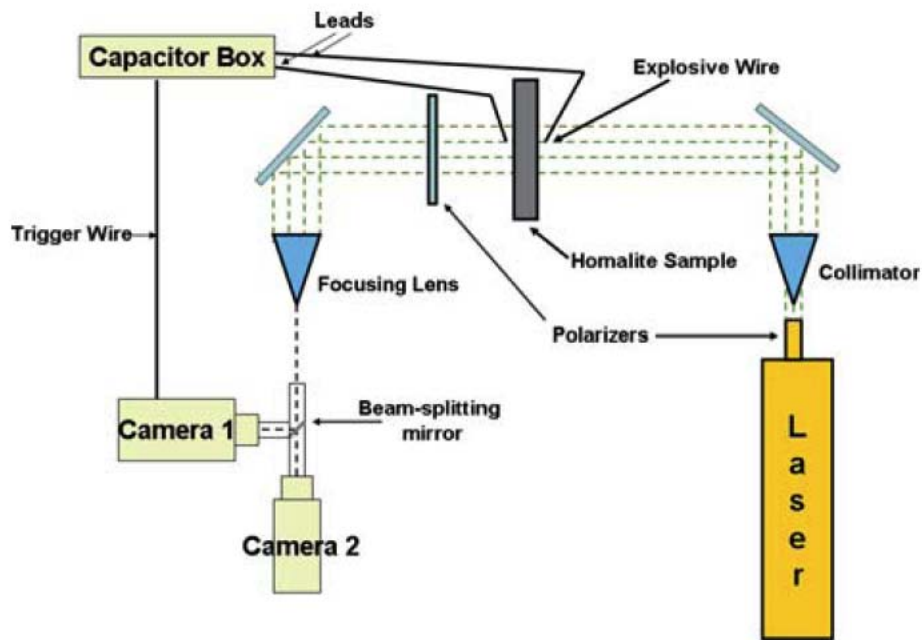 Leads
Capacitor Box
Explosive Wire
Trigger Wire
Homalite Sample
Focusing Lens
Collimator
Polarizers
Beam-splitting
mirror
Camera 1
Camera 2
Laser